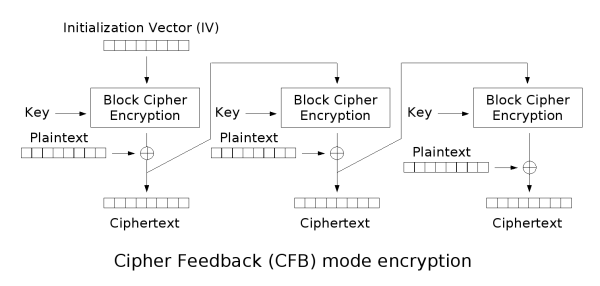 Initialization Vector (IV)
Key
Block Cipher
Encryption
Plaintext
Ciphertext
Key
Block Cipher
Encryption
Plaintext
Ciphertext
Key
Block Cipher
Encryption
Plaintext
Ciphertext
Cipher Feedback (CFB) mode encryption